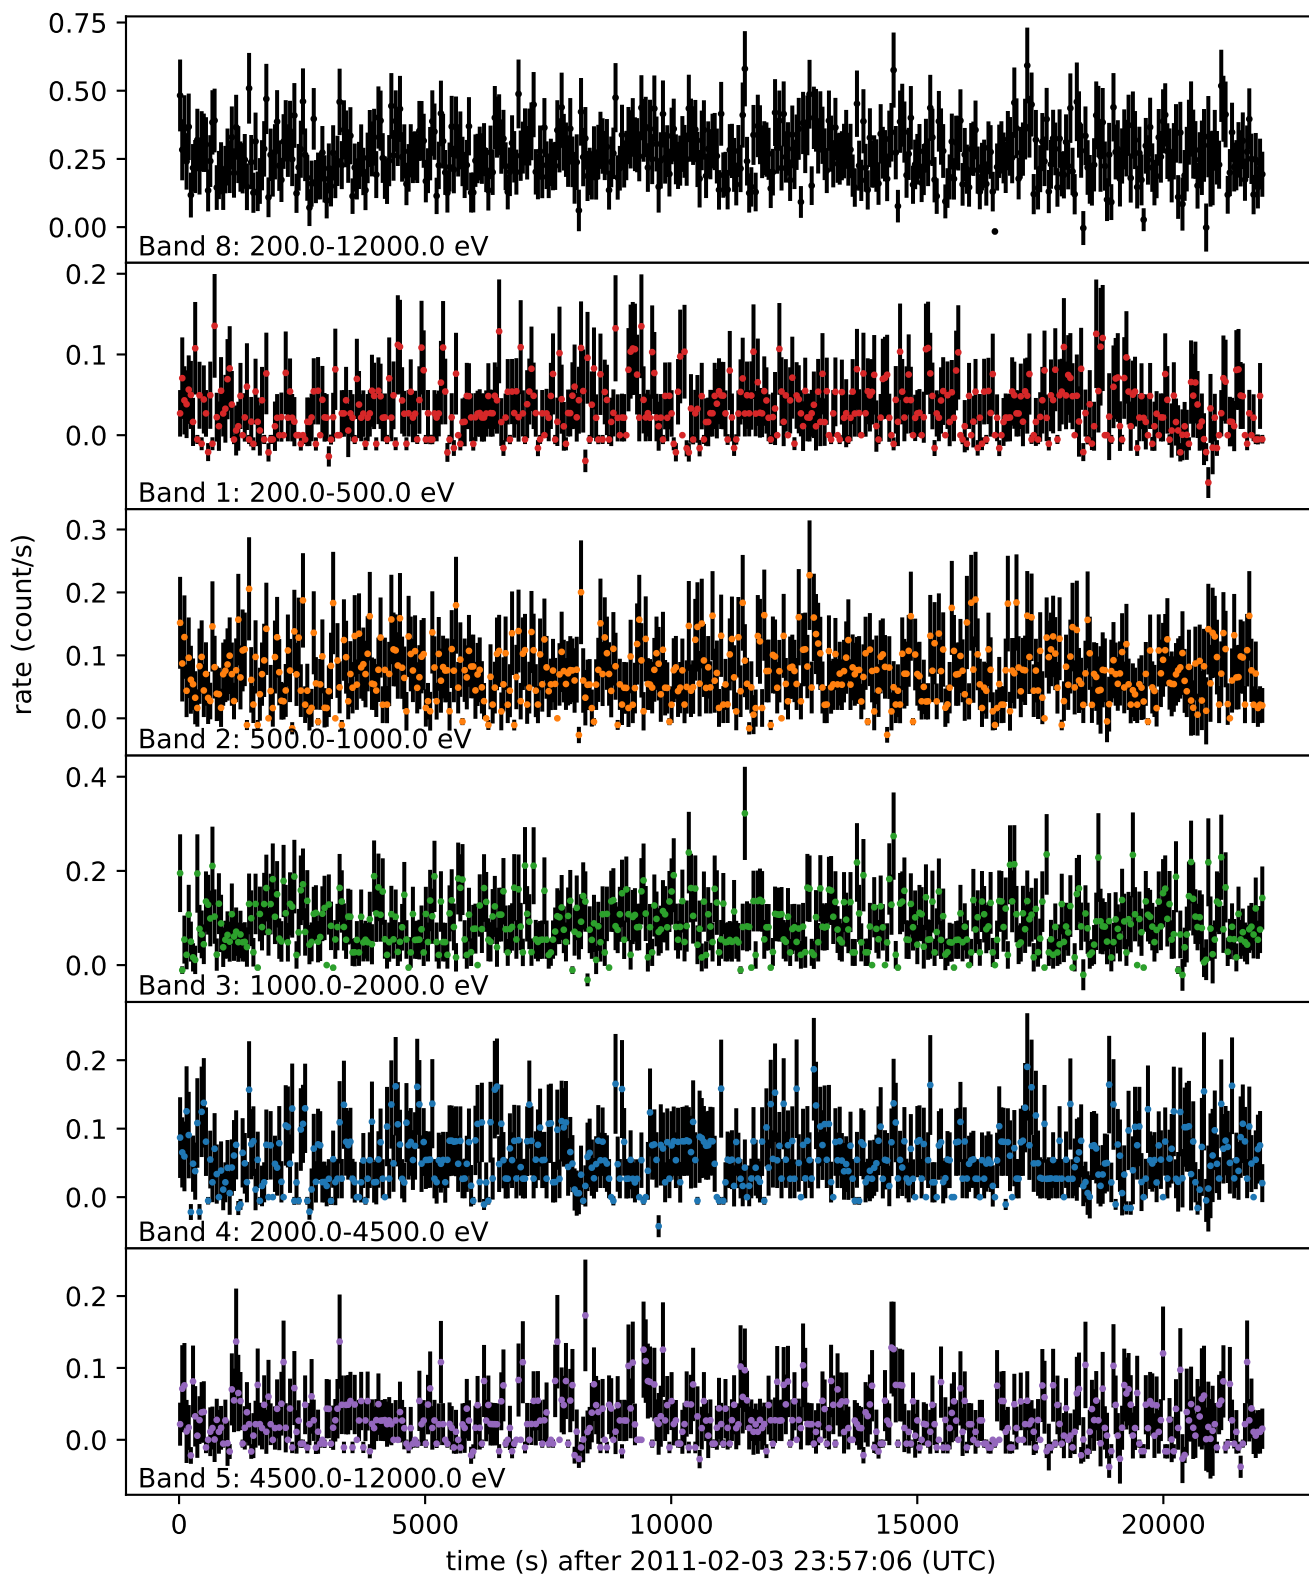 0.75
0.50
0.25
0.00
Band 8: 200.0-12000.0 eV
0.2
0.1
0.0
Band 1: 200.0-500.0 eV
0.3
0.2
0.1
0.0
Band 2: 500.0-1000.0 eV
rate (count/s)
0.4
0.2
0.0
Band 3: 1000.0-2000.0 eV
0.2
0.1
0.0
Band 4: 2000.0-4500.0 eV
0.2
0.1
0.0
Band 5: 4500.0-12000.0 eV
0 5000 10000 15000 20000
time (s) after 2011-02-03 23:57:06 (UTC)